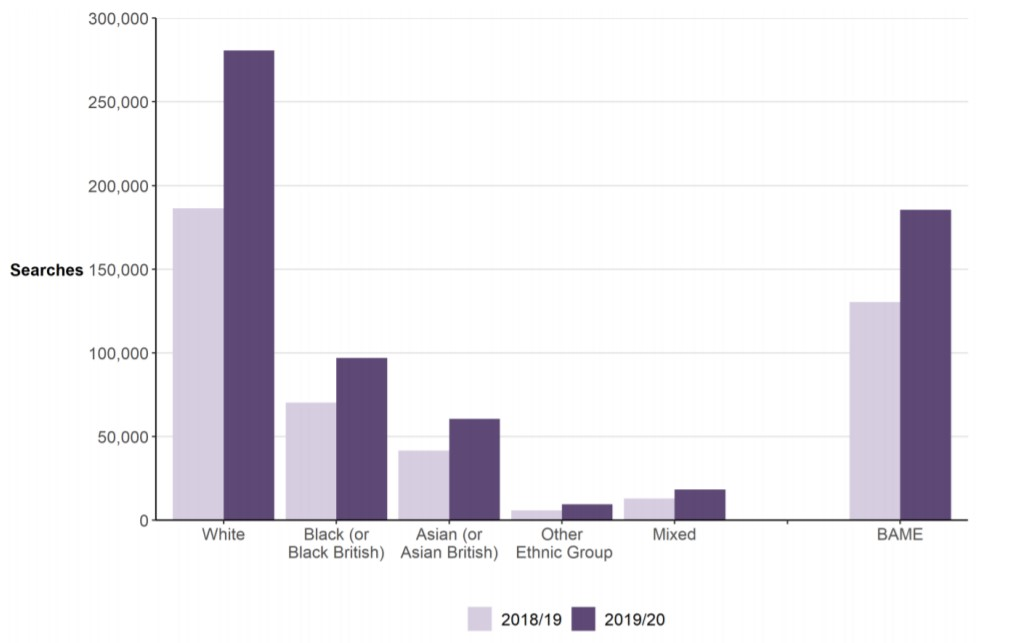 300,000
250,000
200,000
Searches 150,000
100,000
50,000
0
White
Black (or
Black British)
Asian (or
Asian British)
Other
Ethnic Group
Mixed
BAME
2018/19
2019/20